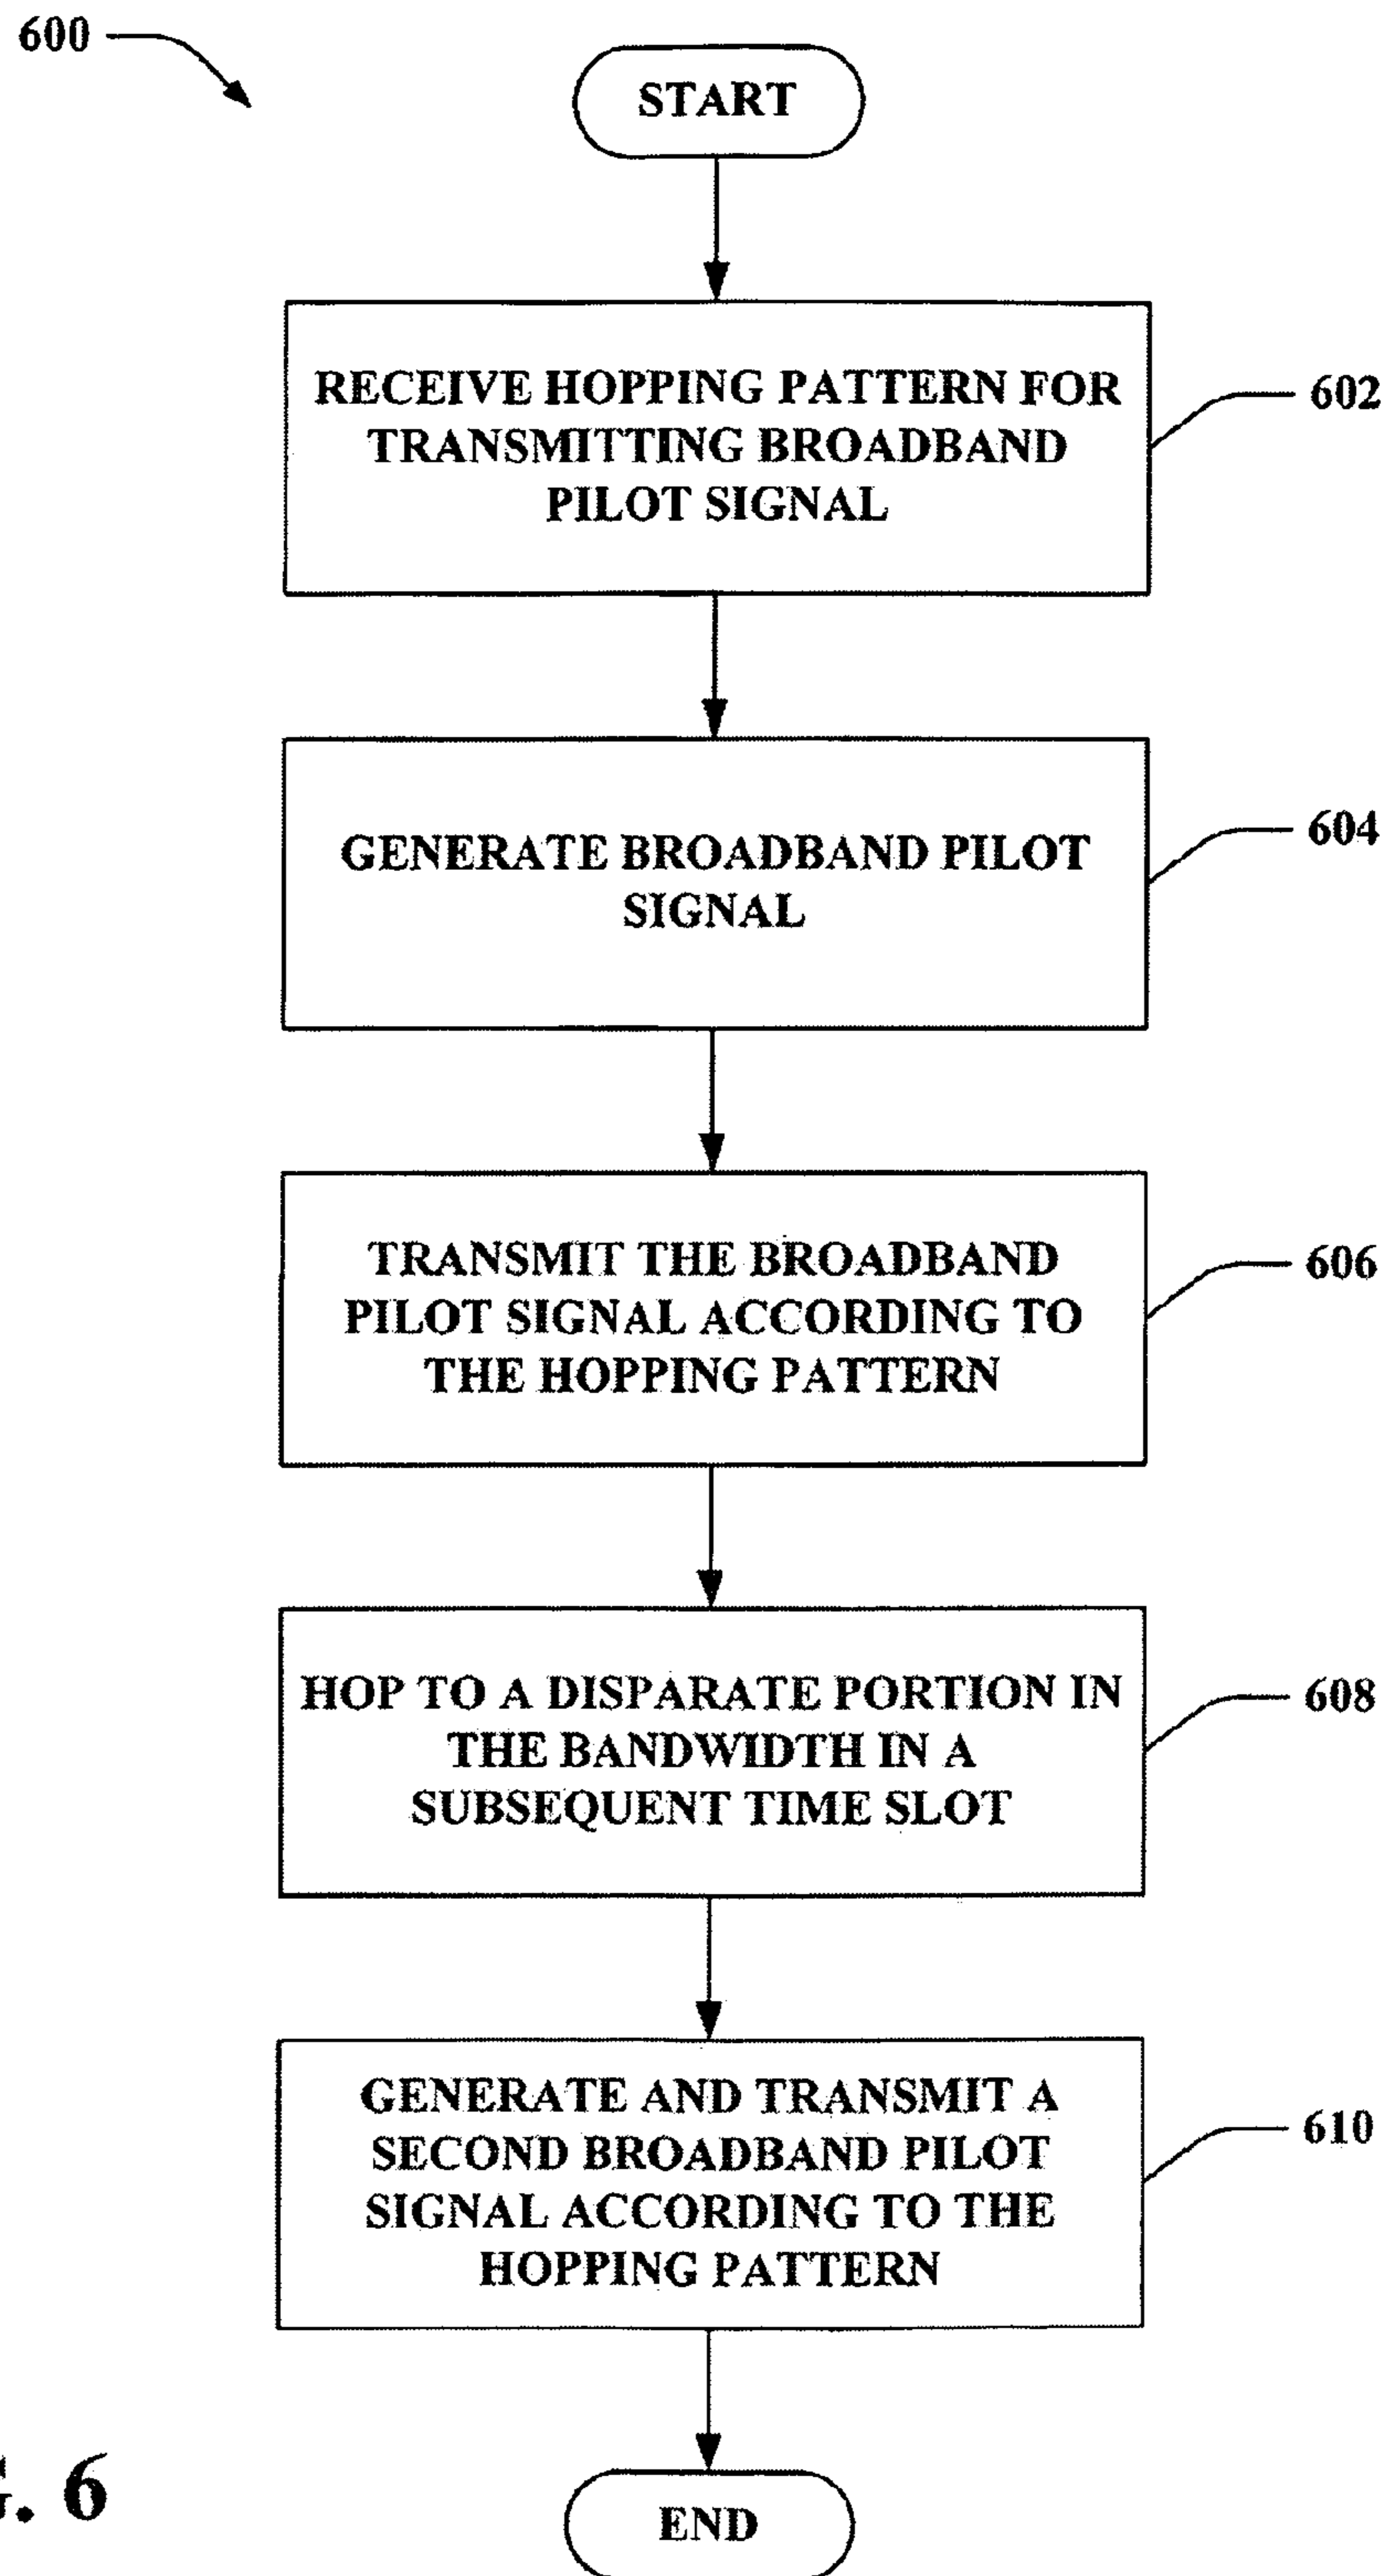 600
START
RECEIVE HOPPING PATTERN FOR
TRANSMITTING BROADBAND
PILOT SIGNAL
602
GENERATE BROADBAND PILOT
SIGNAL
604
TRANSMIT THE BROADBAND
PILOT SIGNAL ACCORDING TO
THE HOPPING PATTERN
606
HOP TO A DISPARATE PORTION IN
THE BANDWIDTH IN A
SUBSEQUENT TIME SLOT
608
GENERATE AND TRANSMIT A
SECOND BROADBAND PILOT
SIGNAL ACCORDING TO THE
HOPPING PATTERN
610
G. 6
END